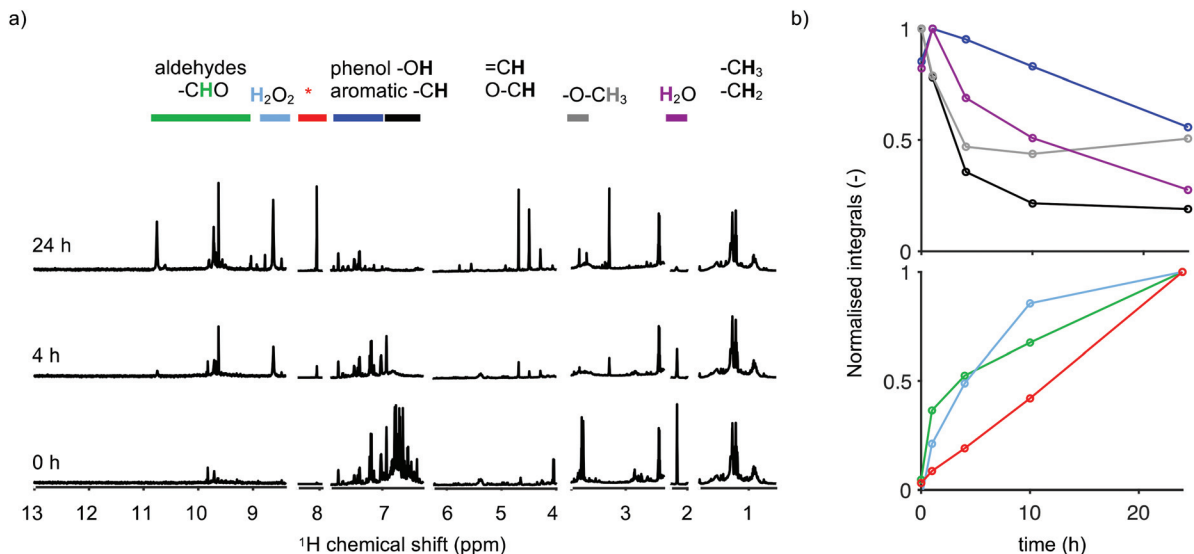 a)
aldehydes
-CHO
H₂O₂
*
phenol -OH
aromatic -CH
=CH
O-CH
-O-CH₃
H₂O
-CH₃
-CH₂
24 h
4 h
0 h
13 12 11 10 9 8 7 6 5 4 3 2 1
¹H chemical shift (ppm)
b)
Normalised integrals (-)
1
0.5
0
1
0.5
0
0 10 20
time (h)